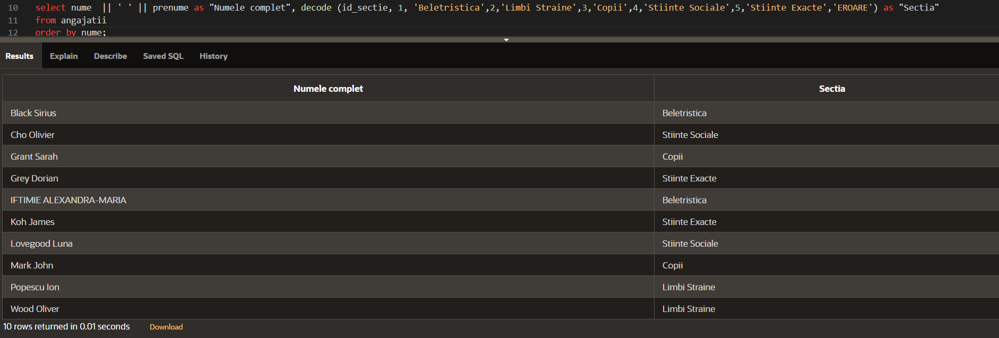 10 select nume || ' ' || prenume as "Numele complet", decode (id_sectie, 1, 'Beletristica',2,'Limbi Straine',3,'Copii',4,'Stiinte Sociale',5,'Stiinte Exacte','EROARE') as "Sectia"
11 from angajatii
12 order by nume;
Results Explain Describe Saved SQL History
Numele complet Sectia
Black Sirius Beletristica
Cho Olivier Stiinte Sociale
Grant Sarah Copii
Grey Dorian Stiinte Exacte
IFTIMIE ALEXANDRA-MARIA Beletristica
Koh James Stiinte Exacte
Lovegood Luna Stiinte Sociale
Mark John Copii
Popescu Ion Limbi Straine
Wood Oliver Limbi Straine
10 rows returned in 0.01 seconds Download